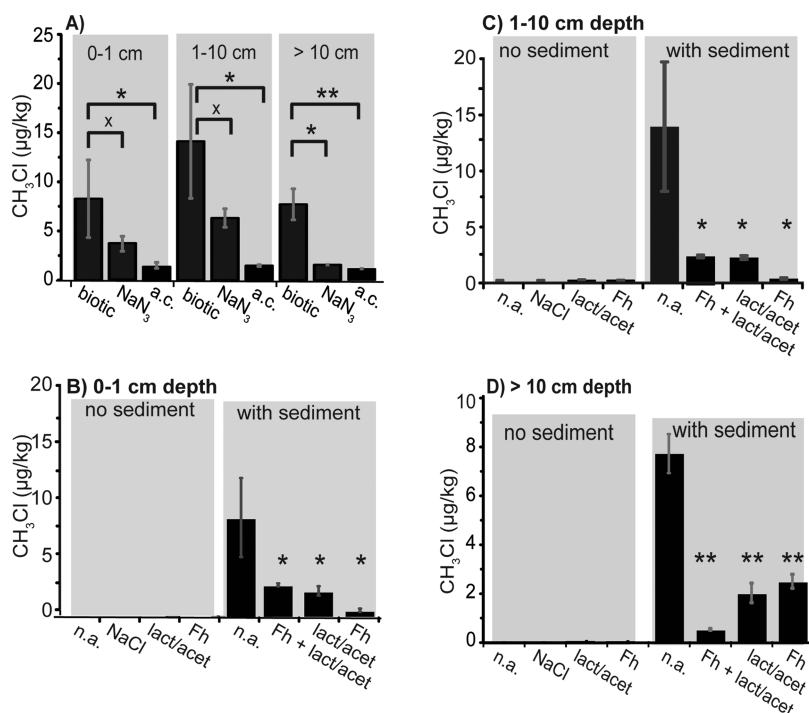 A)
CH₃Cl (µg/kg)
25
20
15
10
5
0
0-1 cm
1-10 cm
> 10 cm
*
x
*
x
**
*
biotic
NaN₃
a.c.
biotic
NaN₃
a.c.
biotic
NaN₃
a.c.
B) 0-1 cm depth
CH₃Cl (µg/kg)
20
15
10
5
0
no sediment
with sediment
* * *
n.a.
NaCl
lact/acet
Fh
n.a.
Fh + lact/acet
lact/acet
Fh
C) 1-10 cm depth
CH₃Cl (µg/kg)
20
15
10
5
0
no sediment
with sediment
* * *
n.a.
NaCl
lact/acet
Fh
n.a.
Fh + lact/acet
lact/acet
Fh
D) > 10 cm depth
CH₃Cl (µg/kg)
10
8
6
4
2
0
no sediment
with sediment
** ** **
n.a.
NaCl
lact/acet
Fh
n.a.
Fh + lact/acet
lact/acet
Fh